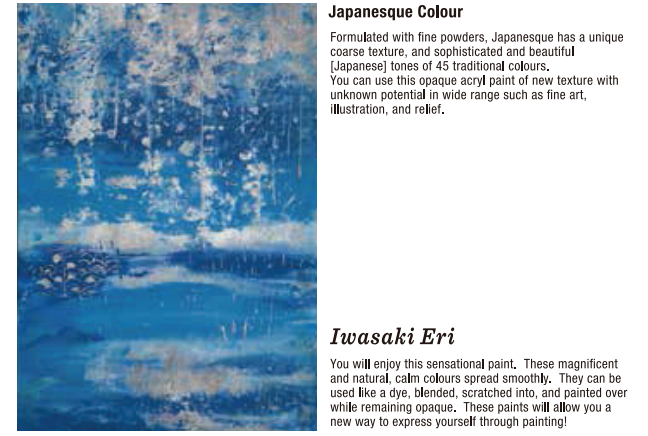 Japanesque Colour
Formulated with fine powders, Japanesque has a unique
coarse texture, and sophisticated and beautiful
[Japanese] tones of 45 traditional colours.
You can use this opaque acryl paint of new texture with
unknown potential in wide range such as fine art,
illustration, and relief.
Iwasaki Eri
You will enjoy this sensational paint.  These magnificent
and natural, calm colours spread smoothly.  They can be
used like a dye, blended, scratched into, and painted over
while remaining opaque.  These paints will allow you a
new way to express yourself through painting!